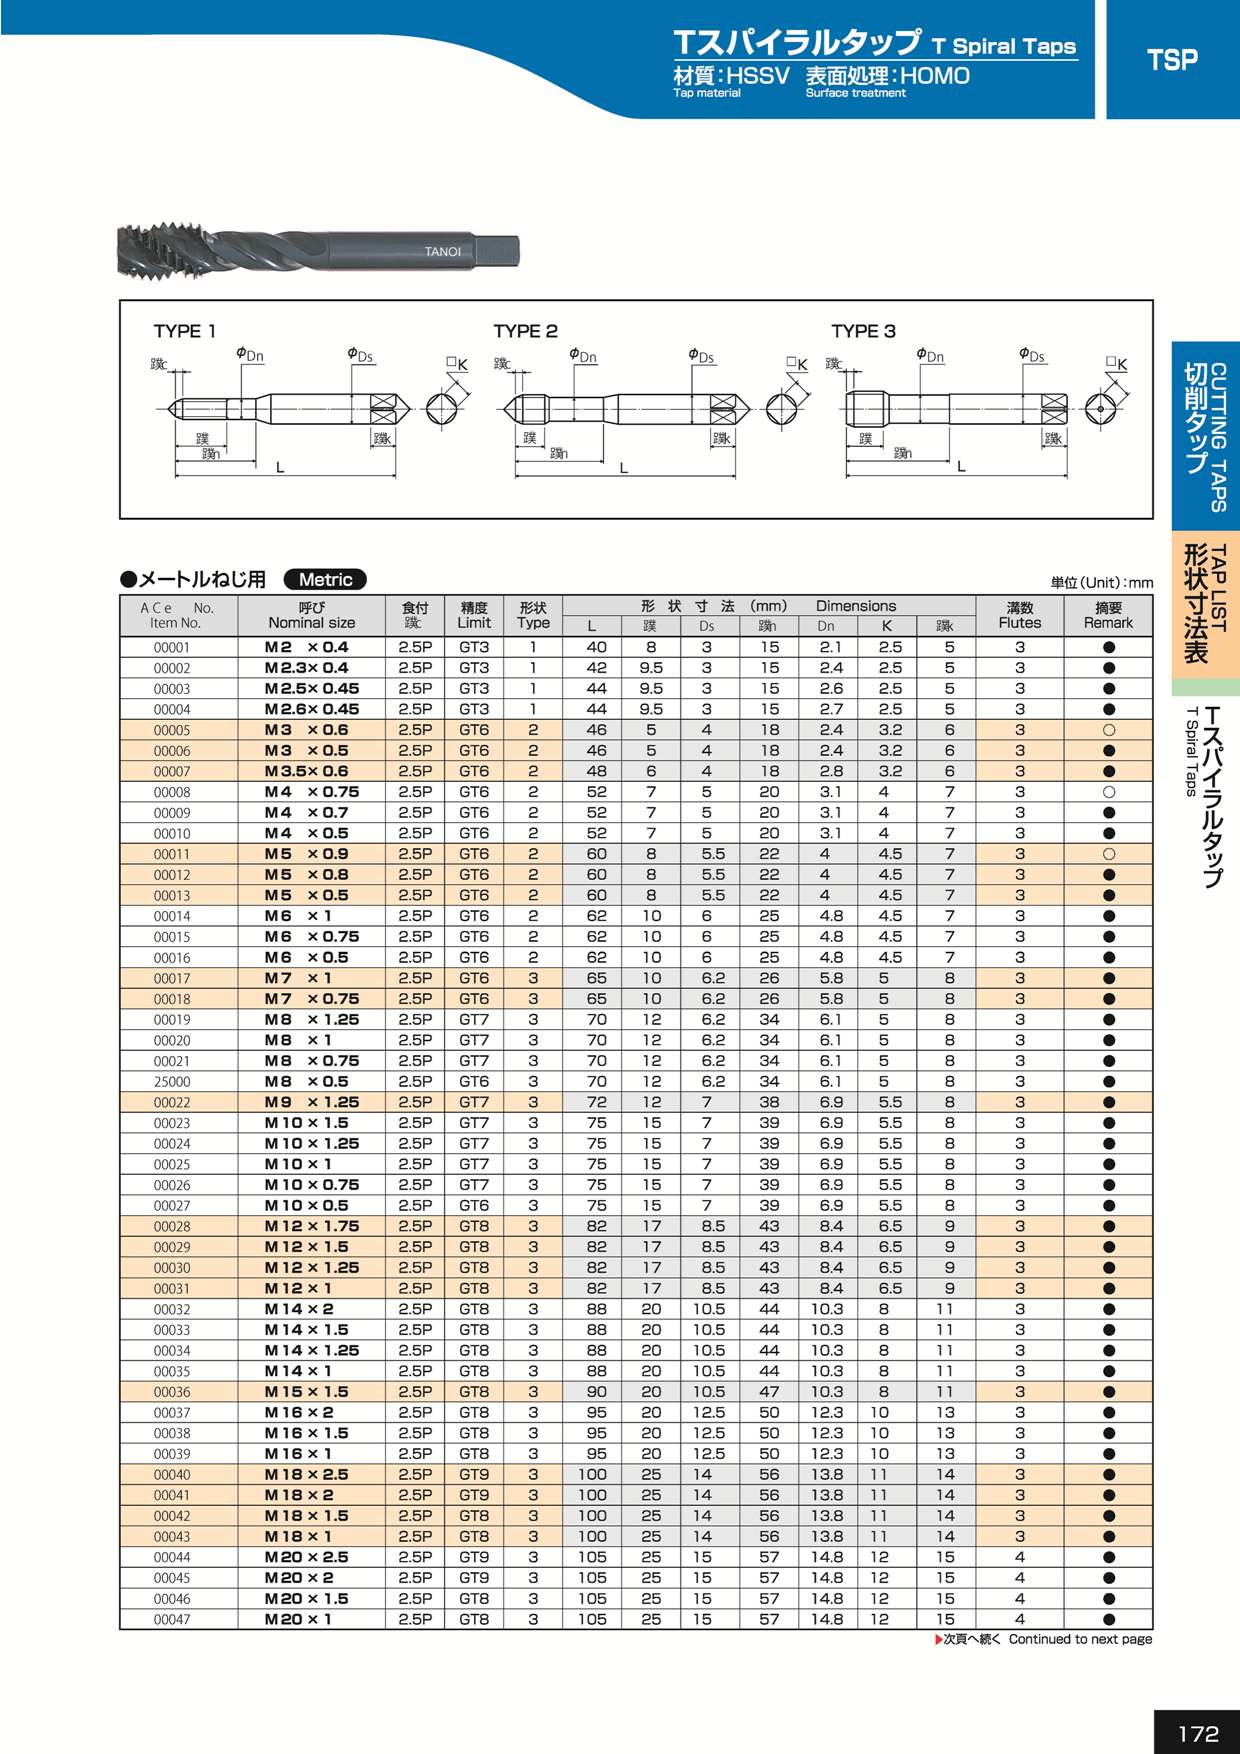 Tスパイラルタップ T Spiral Taps
材質:HSSV 表面処理:HOMO
Tap material Surface treatment
TSP
TANOI
TYPE 1 TYPE 2 TYPE 3
蹼c φDn φDs □K 蹼c φDn φDs □K 蹼c φDn φDs □K
蹼 蹼k 蹼 蹼k 蹼 蹼k
蹼n 蹼n 蹼n
L L L
●メートルねじ用 Metric
単位(Unit):mm
ACe No. 呼び 食付 精度 形状 形状寸法 (mm) Dimensions 溝数 摘要
Item No. Nominal size 蹼c Limit Type L 蹼 Ds 蹼n Dn K 蹼k Flutes Remark
00001 M2 × 0.4 2.5P GT3 1 40 8 3 15 2.1 2.5 5 3 ●
00002 M2.3× 0.4 2.5P GT3 1 42 9.5 3 15 2.4 2.5 5 3 ●
00003 M2.5× 0.45 2.5P GT3 1 44 9.5 3 15 2.6 2.5 5 3 ●
00004 M2.6× 0.45 2.5P GT3 1 44 9.5 3 15 2.7 2.5 5 3 ●
00005 M3 × 0.6 2.5P GT6 2 46 5 4 18 2.4 3.2 6 3 ○
00006 M3 × 0.5 2.5P GT6 2 46 5 4 18 2.4 3.2 6 3 ●
00007 M3.5× 0.6 2.5P GT6 2 48 6 4 18 2.8 3.2 6 3 ●
00008 M4 × 0.75 2.5P GT6 2 52 7 5 20 3.1 4 7 3 ○
00009 M4 × 0.7 2.5P GT6 2 52 7 5 20 3.1 4 7 3 ●
00010 M4 × 0.5 2.5P GT6 2 52 7 5 20 3.1 4 7 3 ●
00011 M5 × 0.9 2.5P GT6 2 60 8 5.5 22 4 4.5 7 3 ○
00012 M5 × 0.8 2.5P GT6 2 60 8 5.5 22 4 4.5 7 3 ●
00013 M5 × 0.5 2.5P GT6 2 60 8 5.5 22 4 4.5 7 3 ●
00014 M6 × 1 2.5P GT6 2 62 10 6 25 4.8 4.5 7 3 ●
00015 M6 × 0.75 2.5P GT6 2 62 10 6 25 4.8 4.5 7 3 ●
00016 M6 × 0.5 2.5P GT6 2 62 10 6 25 4.8 4.5 7 3 ●
00017 M7 × 1 2.5P GT6 3 65 10 6.2 26 5.8 5 8 3 ●
00018 M7 × 0.75 2.5P GT6 3 65 10 6.2 26 5.8 5 8 3 ●
00019 M8 × 1.25 2.5P GT7 3 70 12 6.2 34 6.1 5 8 3 ●
00020 M8 × 1 2.5P GT7 3 70 12 6.2 34 6.1 5 8 3 ●
00021 M8 × 0.75 2.5P GT7 3 70 12 6.2 34 6.1 5 8 3 ●
25000 M8 × 0.5 2.5P GT6 3 70 12 6.2 34 6.1 5 8 3 ●
00022 M9 × 1.25 2.5P GT7 3 72 12 7 38 6.9 5.5 8 3 ●
00023 M10 × 1.5 2.5P GT7 3 75 15 7 39 6.9 5.5 8 3 ●
00024 M10 × 1.25 2.5P GT7 3 75 15 7 39 6.9 5.5 8 3 ●
00025 M10 × 1 2.5P GT7 3 75 15 7 39 6.9 5.5 8 3 ●
00026 M10 × 0.75 2.5P GT7 3 75 15 7 39 6.9 5.5 8 3 ●
00027 M10 × 0.5 2.5P GT6 3 75 15 7 39 6.9 5.5 8 3 ●
00028 M12 × 1.75 2.5P GT8 3 82 17 8.5 43 8.4 6.5 9 3 ●
00029 M12 × 1.5 2.5P GT8 3 82 17 8.5 43 8.4 6.5 9 3 ●
00030 M12 × 1.25 2.5P GT8 3 82 17 8.5 43 8.4 6.5 9 3 ●
00031 M12 × 1 2.5P GT8 3 82 17 8.5 43 8.4 6.5 9 3 ●
00032 M14 × 2 2.5P GT8 3 88 20 10.5 44 10.3 8 11 3 ●
00033 M14 × 1.5 2.5P GT8 3 88 20 10.5 44 10.3 8 11 3 ●
00034 M14 × 1.25 2.5P GT8 3 88 20 10.5 44 10.3 8 11 3 ●
00035 M14 × 1 2.5P GT8 3 88 20 10.5 44 10.3 8 11 3 ●
00036 M15 × 1.5 2.5P GT8 3 90 20 10.5 47 10.3 8 11 3 ●
00037 M16 × 2 2.5P GT8 3 95 20 12.5 50 12.3 10 13 3 ●
00038 M16 × 1.5 2.5P GT8 3 95 20 12.5 50 12.3 10 13 3 ●
00039 M16 × 1 2.5P GT8 3 95 20 12.5 50 12.3 10 13 3 ●
00040 M18 × 2.5 2.5P GT9 3 100 25 14 56 13.8 11 14 3 ●
00041 M18 × 2 2.5P GT9 3 100 25 14 56 13.8 11 14 3 ●
00042 M18 × 1.5 2.5P GT8 3 100 25 14 56 13.8 11 14 3 ●
00043 M18 × 1 2.5P GT8 3 100 25 14 56 13.8 11 14 3 ●
00044 M20 × 2.5 2.5P GT9 3 105 25 15 57 14.8 12 15 4 ●
00045 M20 × 2 2.5P GT9 3 105 25 15 57 14.8 12 15 4 ●
00046 M20 × 1.5 2.5P GT8 3 105 25 15 57 14.8 12 15 4 ●
00047 M20 × 1 2.5P GT8 3 105 25 15 57 14.8 12 15 4 ●
▶次頁へ続く Continued to next page
CUTTING TAPS
切削タップ
TAP LIST
形状寸法表
Tスパイラルタップ
T Spiral Taps
172